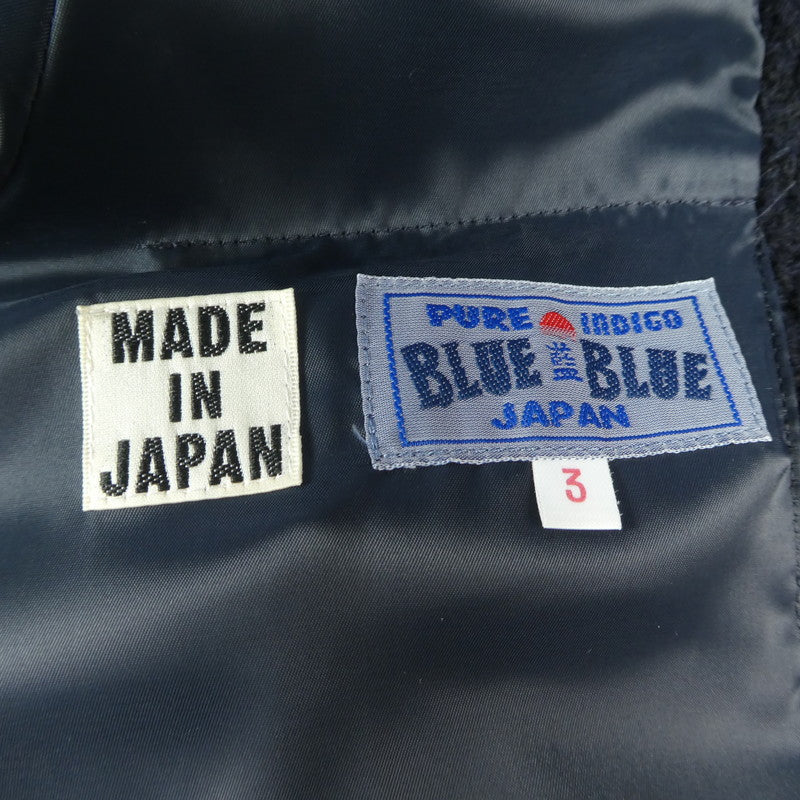 MADE
IN
JAPAN
PURE INDIGO
BLUE 藍 BLUE
JAPAN
3